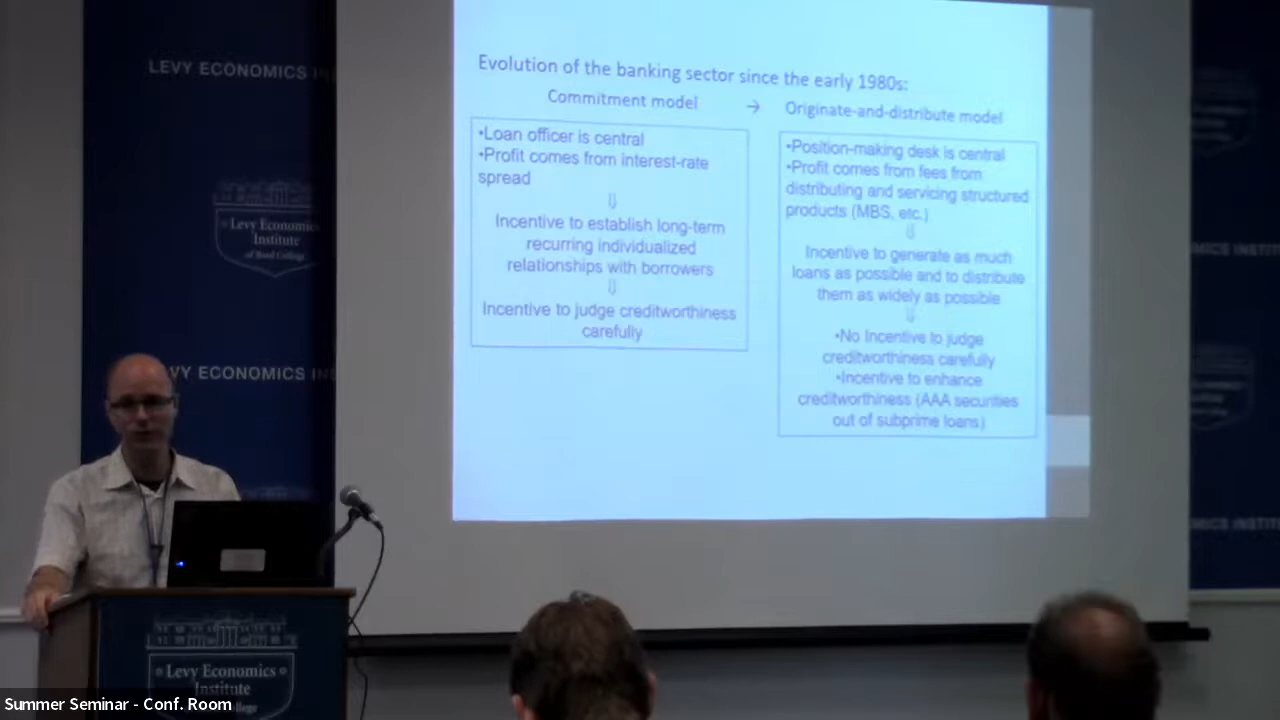 LEVY ECONOMICS IN
Levy Economics
Institute
of Bard College
VY ECONOMICS IN
Evolution of the banking sector since the early 1980s:
Commitment model → Originate-and-distribute model
•Loan officer is central
•Profit comes from interest-rate
spread
⇩
Incentive to establish long-term
recurring individualized
relationships with borrowers
⇩
Incentive to judge creditworthiness
carefully
•Position-making desk is central
•Profit comes from fees from
distributing and servicing structured
products (MBS, etc.)
⇩
Incentive to generate as much
loans as possible and to distribute
them as widely as possible
⇩
•No Incentive to judge
creditworthiness carefully
•Incentive to enhance
creditworthiness (AAA securities
out of subprime loans)
MICS INSTIT
Levy Economics
Institute
llege
Summer Seminar - Conf. Room